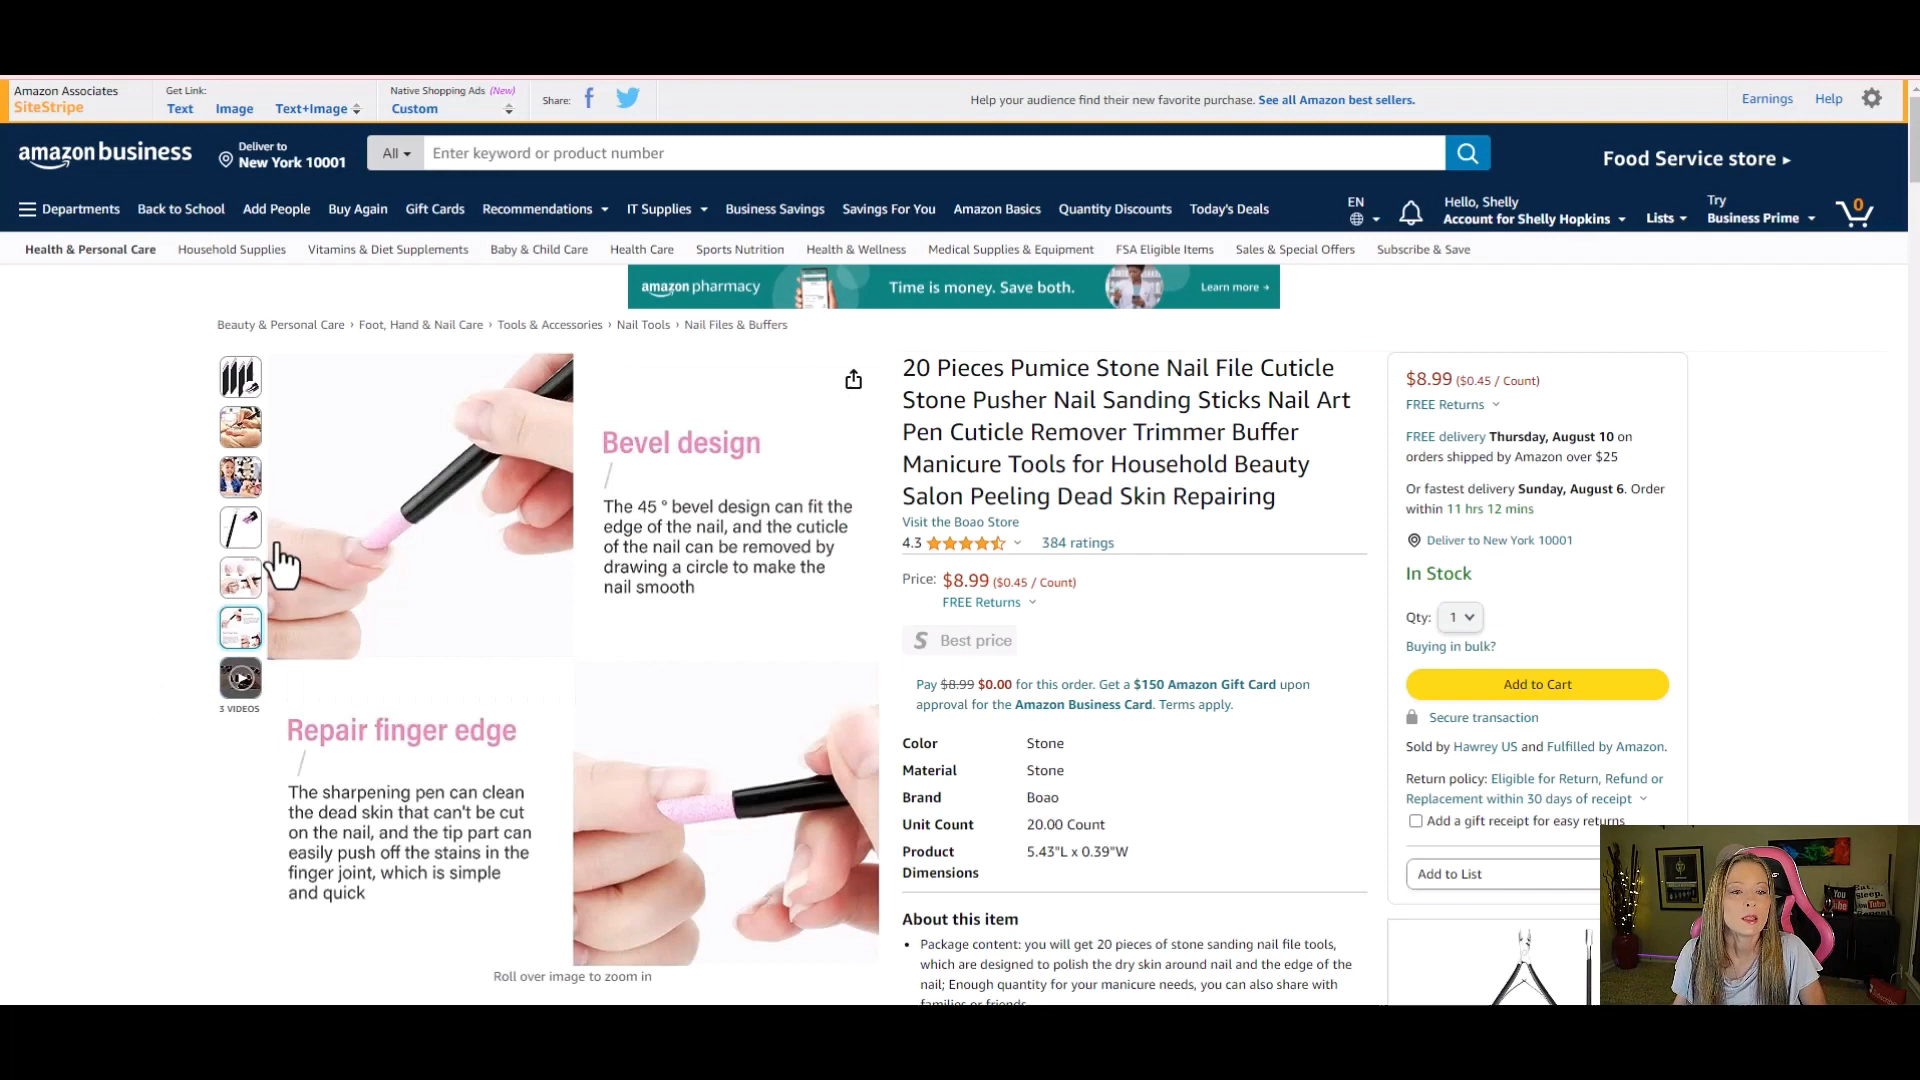 Amazon Associates
SiteStripe
Get Link:
Text Image Text+Image
Native Shopping Ads (New)
Custom
Share:
Help your audience find their new favorite purchase. See all Amazon best sellers.
Earnings Help
amazon business
Deliver to
New York 10001
All
Enter keyword or product number
Food Service store ▸
Departments Back to School Add People Buy Again Gift Cards Recommendations IT Supplies Business Savings Savings For You Amazon Basics Quantity Discounts Today's Deals
EN
Hello, Shelly
Account for Shelly Hopkins
Lists
Try
Business Prime
0
Health & Personal Care Household Supplies Vitamins & Diet Supplements Baby & Child Care Health Care Sports Nutrition Health & Wellness Medical Supplies & Equipment FSA Eligible Items Sales & Special Offers Subscribe & Save
amazon pharmacy Time is money. Save both. Learn more →
Beauty & Personal Care › Foot, Hand & Nail Care › Tools & Accessories › Nail Tools › Nail Files & Buffers
3 VIDEOS
Bevel design
The 45 ° bevel design can fit the
edge of the nail, and the cuticle
of the nail can be removed by
drawing a circle to make the
nail smooth
Repair finger edge
The sharpening pen can clean
the dead skin that can't be cut
on the nail, and the tip part can
easily push off the stains in the
finger joint, which is simple
and quick
Roll over image to zoom in
20 Pieces Pumice Stone Nail File Cuticle
Stone Pusher Nail Sanding Sticks Nail Art
Pen Cuticle Remover Trimmer Buffer
Manicure Tools for Household Beauty
Salon Peeling Dead Skin Repairing
Visit the Boao Store
4.3 384 ratings
Price: $8.99 ($0.45 / Count)
FREE Returns
S Best price
Pay $8.99 $0.00 for this order. Get a $150 Amazon Gift Card upon
approval for the Amazon Business Card. Terms apply.
Color Stone
Material Stone
Brand Boao
Unit Count 20.00 Count
Product 5.43"L x 0.39"W
Dimensions
About this item
• Package content: you will get 20 pieces of stone sanding nail file tools,
which are designed to polish the dry skin around nail and the edge of the
nail; Enough quantity for your manicure needs, you can also share with
families or friends
$8.99 ($0.45 / Count)
FREE Returns
FREE delivery Thursday, August 10 on
orders shipped by Amazon over $25
Or fastest delivery Sunday, August 6. Order
within 11 hrs 12 mins
Deliver to New York 10001
In Stock
Qty: 1
Buying in bulk?
Add to Cart
Secure transaction
Sold by Hawrey US and Fulfilled by Amazon.
Return policy: Eligible for Return, Refund or
Replacement within 30 days of receipt
Add a gift receipt for easy returns
Add to List
You
Tube
Eat.
Sleep.
YouTube